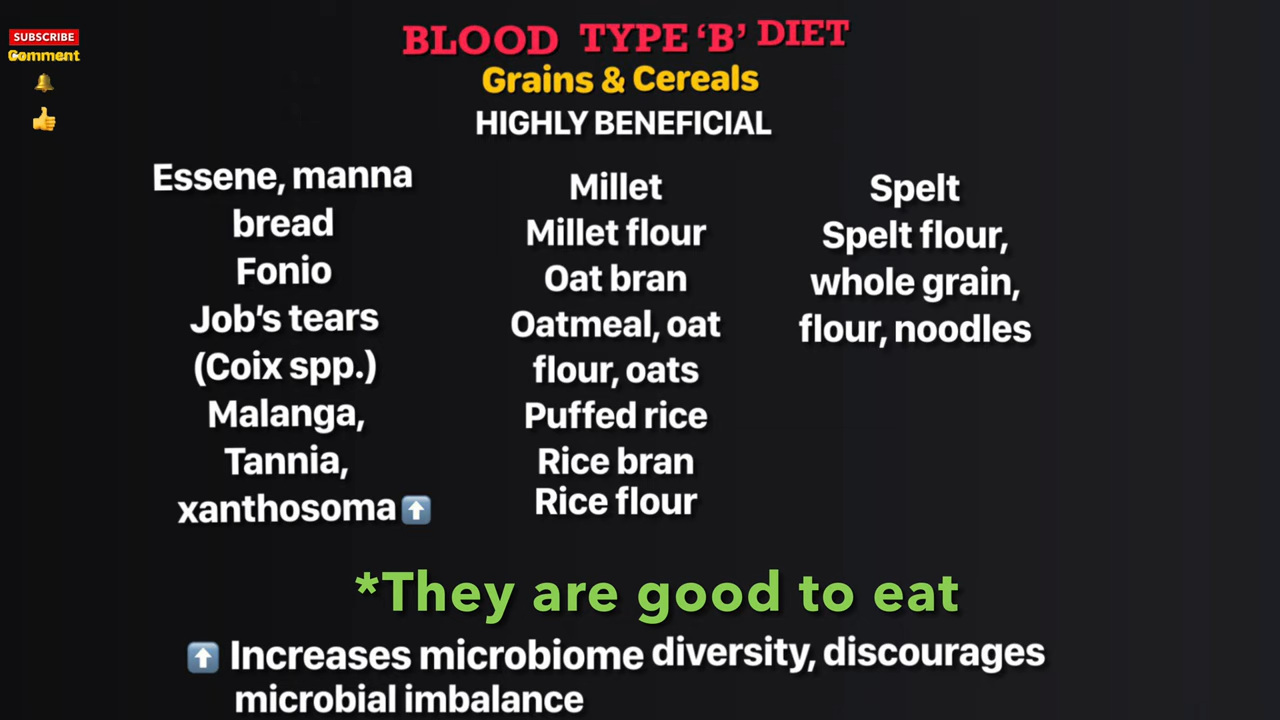 SUBSCRIBE
Comment
BLOOD TYPE ‘B’ DIET
Grains & Cereals
HIGHLY BENEFICIAL
Essene, manna
bread
Fonio
Job’s tears
(Coix spp.)
Malanga,
Tannia,
xanthosoma⬆️
Millet
Millet flour
Oat bran
Oatmeal, oat
flour, oats
Puffed rice
Rice bran
Rice flour
Spelt
Spelt flour,
whole grain,
flour, noodles
*They are good to eat
⬆️ Increases microbiome diversity, discourages
microbial imbalance